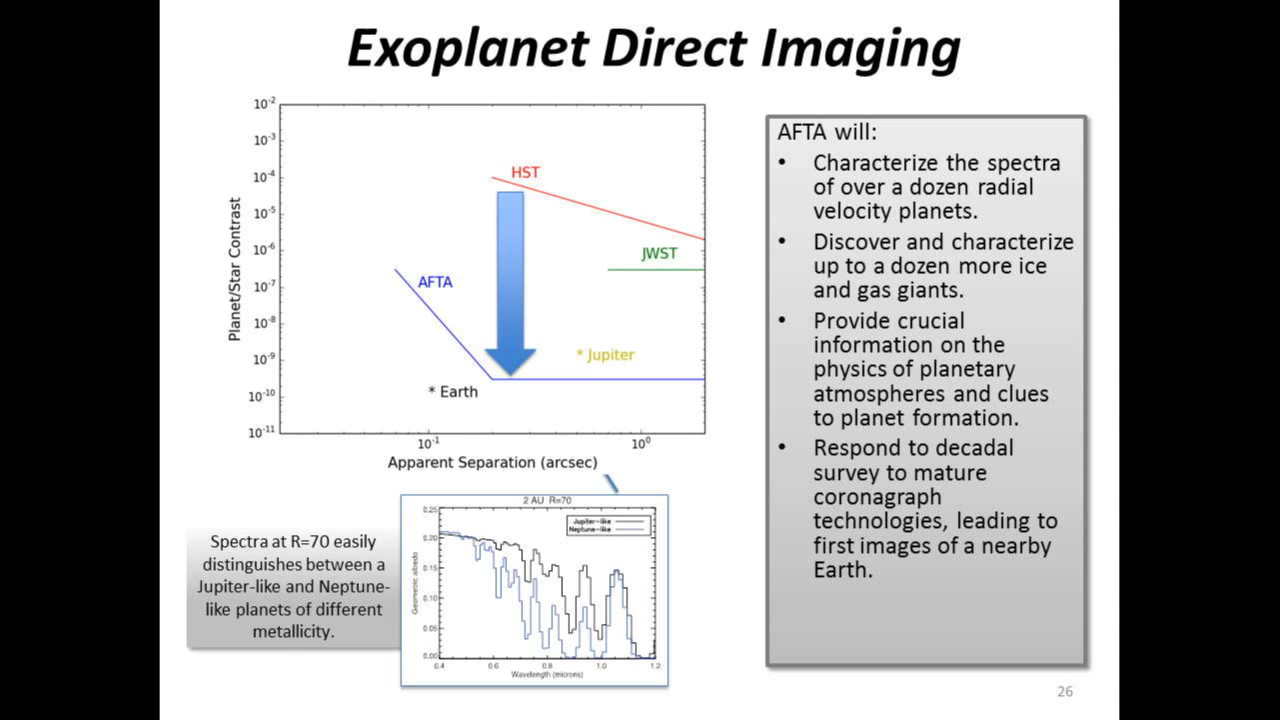 Exoplanet Direct Imaging
10⁻²
10⁻³
10⁻⁴
10⁻⁵
10⁻⁶
10⁻⁷
10⁻⁸
10⁻⁹
10⁻¹⁰
10⁻¹¹
Planet/Star Contrast
HST
JWST
AFTA
* Jupiter
* Earth
10⁻¹
10⁰
Apparent Separation (arcsec)
AFTA will:
• Characterize the spectra
of over a dozen radial
velocity planets.
• Discover and characterize
up to a dozen more ice
and gas giants.
• Provide crucial
information on the
physics of planetary
atmospheres and clues
to planet formation.
• Respond to decadal
survey to mature
coronagraph
technologies, leading to
first images of a nearby
Earth.
Spectra at R=70 easily
distinguishes between a
Jupiter-like and Neptune-
like planets of different
metallicity.
2 AU R=70
Jupiter-like
Neptune-like
0.25
0.20
0.15
0.10
0.05
0.00
Geometric albedo
0.4
0.6
0.8
1.0
1.2
Wavelength (microns)
26